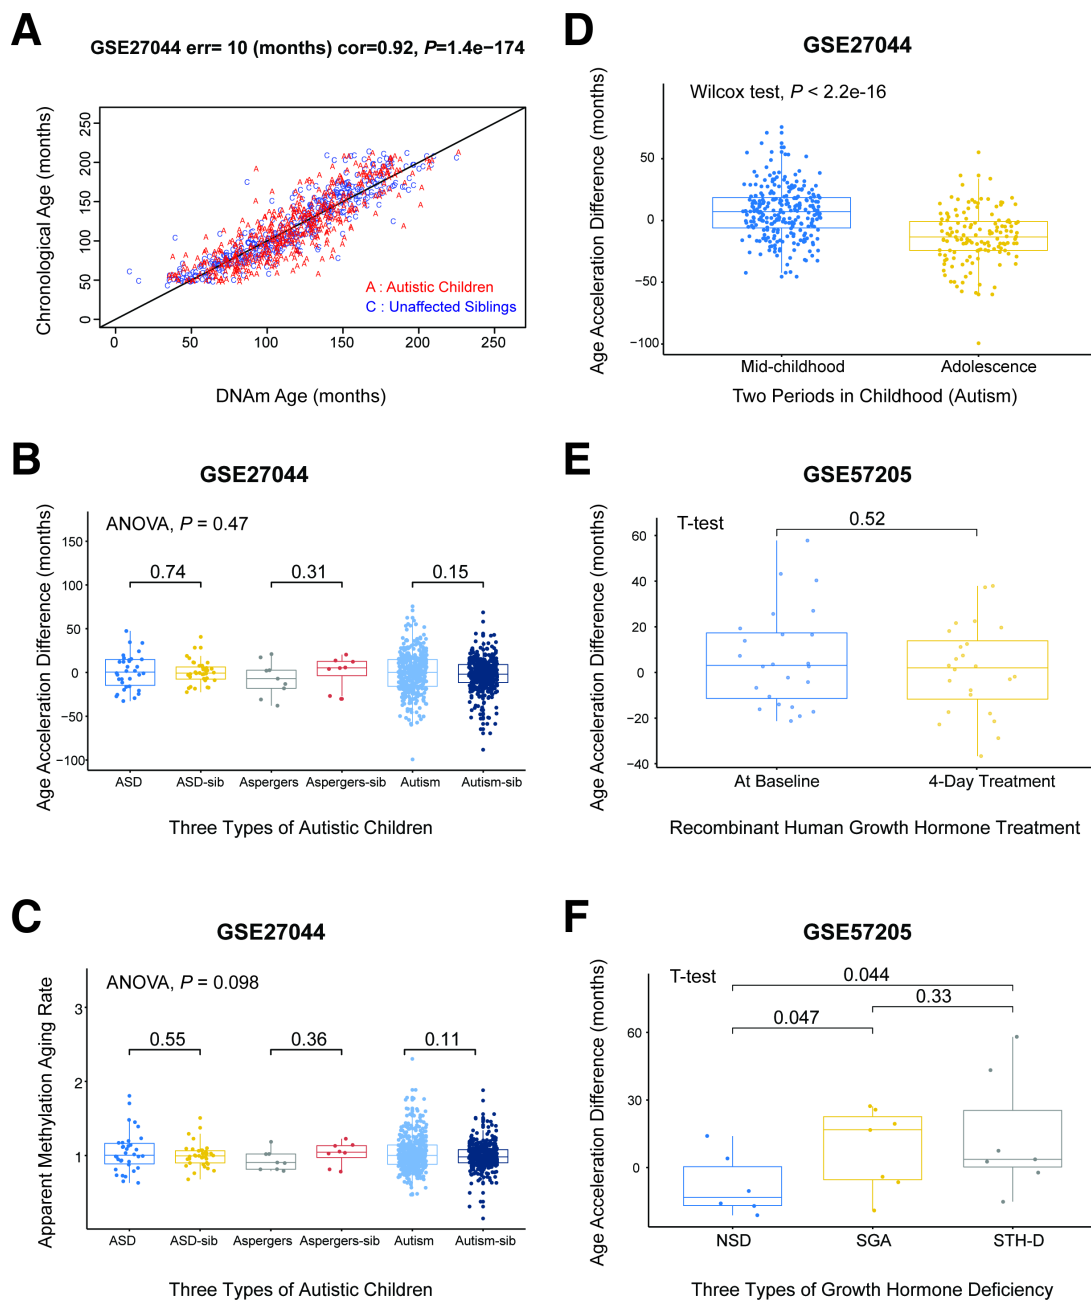 A
GSE27044 err= 10 (months) cor=0.92, P=1.4e−174
Chronological Age (months)
250
200
150
100
50
0
A : Autistic Children
C : Unaffected Siblings
0 50 100 150 200 250
DNAm Age (months)
B
GSE27044
Age Acceleration Difference (months)
ANOVA, P = 0.47
150
100
50
0
−50
−100
0.74 0.31 0.15
ASD ASD-sib Aspergers Aspergers-sib Autism Autism-sib
Three Types of Autistic Children
C
GSE27044
Apparent Methylation Aging Rate
ANOVA, P = 0.098
3
2
1
0.55 0.36 0.11
ASD ASD-sib Aspergers Aspergers-sib Autism Autism-sib
Three Types of Autistic Children
D
GSE27044
Age Acceleration Difference (months)
Wilcox test, P < 2.2e-16
50
0
−50
−100
Mid-childhood Adolescence
Two Periods in Childhood (Autism)
E
GSE57205
Age Acceleration Difference (months)
T-test
0.52
60
40
20
0
−20
−40
At Baseline 4-Day Treatment
Recombinant Human Growth Hormone Treatment
F
GSE57205
Age Acceleration Difference (months)
T-test
0.044
0.33
0.047
60
30
0
NSD SGA STH-D
Three Types of Growth Hormone Deficiency